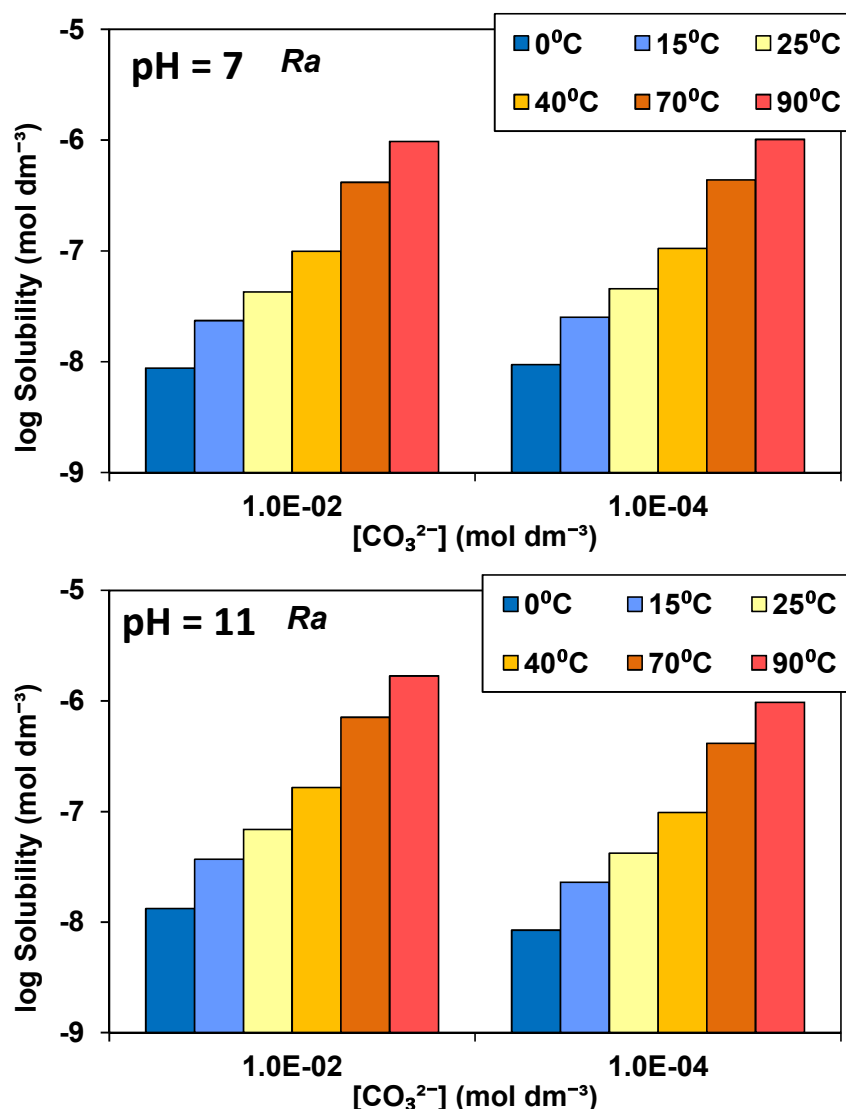 pH = 7 Ra
0⁰C 15⁰C 25⁰C
40⁰C 70⁰C 90⁰C
log Solubility (mol dm⁻³)
-5
-6
-7
-8
-9
1.0E-02 1.0E-04
[CO₃²⁻] (mol dm⁻³)
pH = 11 Ra
0⁰C 15⁰C 25⁰C
40⁰C 70⁰C 90⁰C
log Solubility (mol dm⁻³)
-5
-6
-7
-8
-9
1.0E-02 1.0E-04
[CO₃²⁻] (mol dm⁻³)